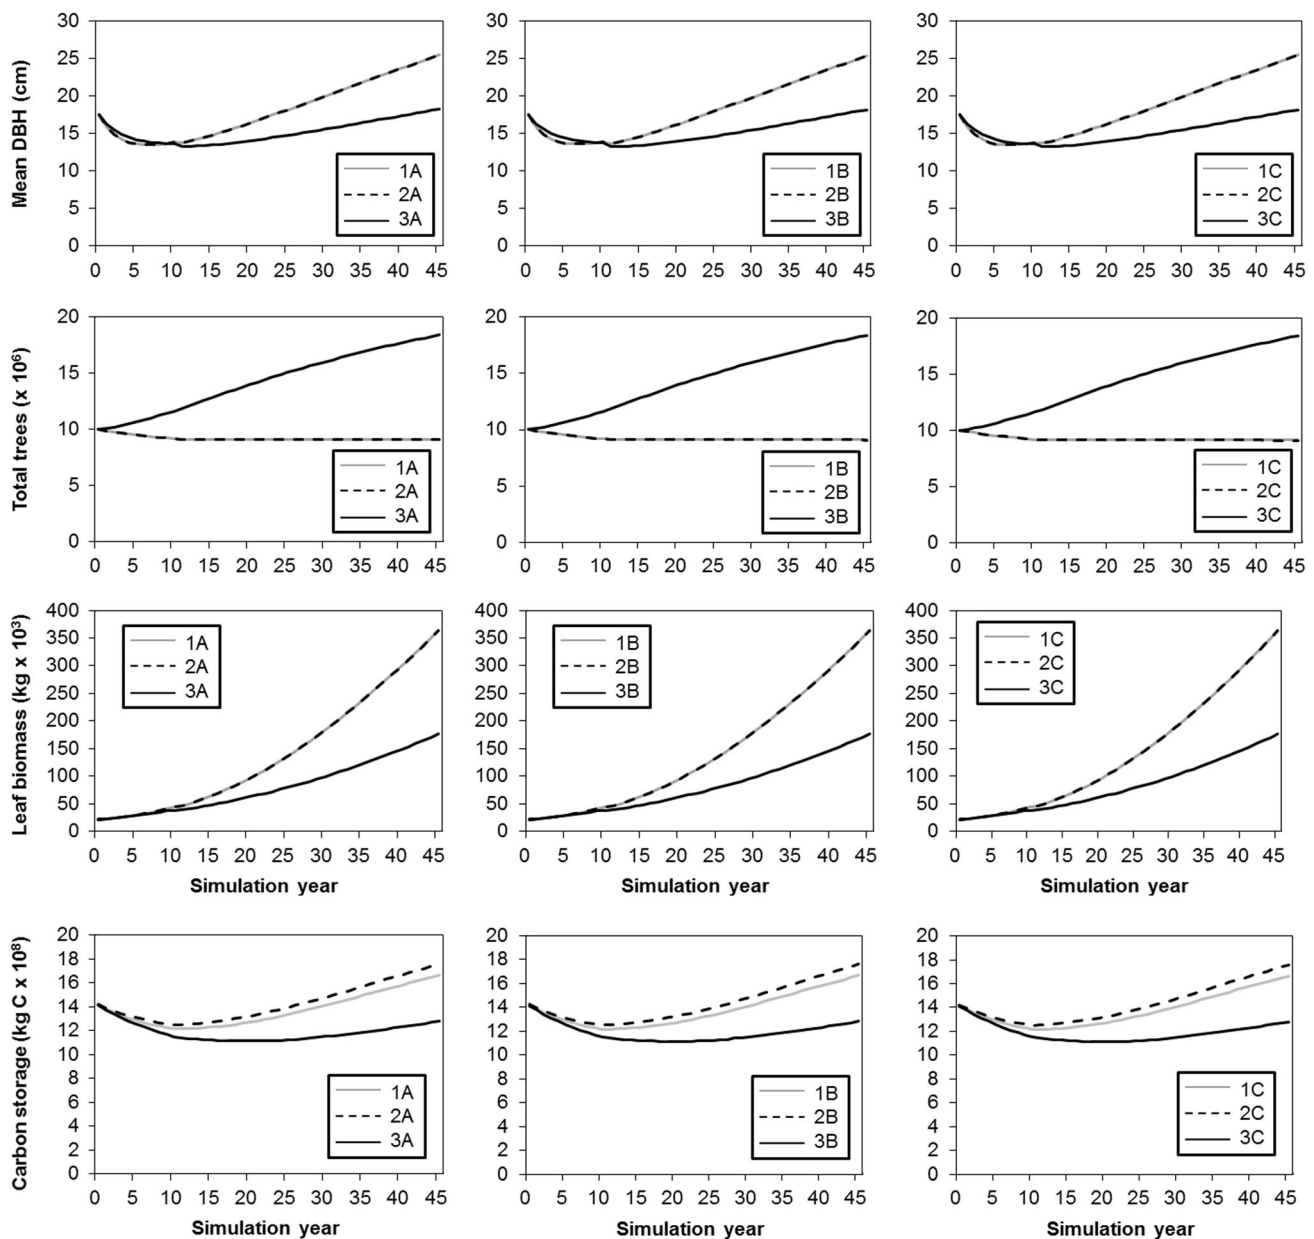 Mean DBH (cm)
30
25
20
15
10
5
0
1A
2A
3A
0 5 10 15 20 25 30 35 40 45
30
25
20
15
10
5
0
1B
2B
3B
0 5 10 15 20 25 30 35 40 45
30
25
20
15
10
5
0
1C
2C
3C
0 5 10 15 20 25 30 35 40 45
Total trees (x 10⁶)
20
15
10
5
0
1A
2A
3A
0 5 10 15 20 25 30 35 40 45
20
15
10
5
0
1B
2B
3B
0 5 10 15 20 25 30 35 40 45
20
15
10
5
0
1C
2C
3C
0 5 10 15 20 25 30 35 40 45
Leaf biomass (kg x 10³)
400
350
300
250
200
150
100
50
0
1A
2A
3A
0 5 10 15 20 25 30 35 40 45
Simulation year
400
350
300
250
200
150
100
50
0
1B
2B
3B
0 5 10 15 20 25 30 35 40 45
Simulation year
400
350
300
250
200
150
100
50
0
1C
2C
3C
0 5 10 15 20 25 30 35 40 45
Simulation year
Carbon storage (kg C x 10⁸)
20
18
16
14
12
10
8
6
4
2
0
1A
2A
3A
0 5 10 15 20 25 30 35 40 45
Simulation year
20
18
16
14
12
10
8
6
4
2
0
1B
2B
3B
0 5 10 15 20 25 30 35 40 45
Simulation year
20
18
16
14
12
10
8
6
4
2
0
1C
2C
3C
0 5 10 15 20 25 30 35 40 45
Simulation year